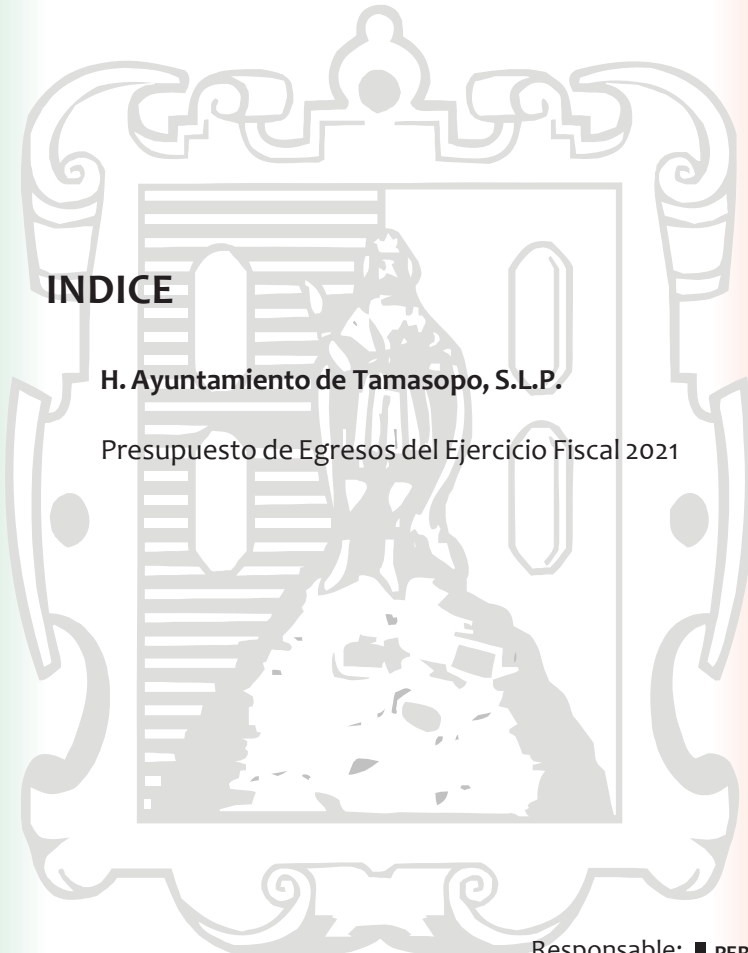 INDICE
H. Ayuntamiento de Tamasopo, S.L.P.
Presupuesto de Egresos del Ejercicio Fiscal 2021
Responsable: